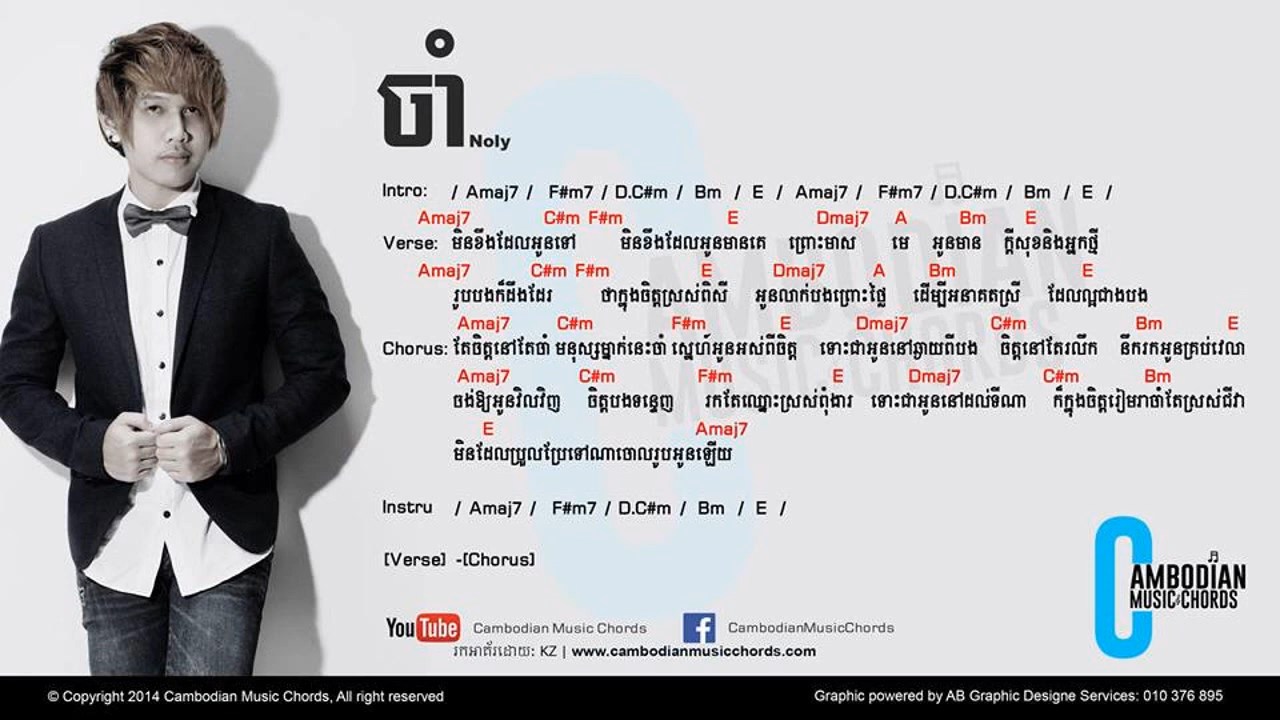 ចាំ
Noly
Intro: / Amaj7 / F#m7 / D.C#m / Bm / E / Amaj7 / F#m7 / D.C#m / Bm / E /
Amaj7 C#m F#m E Dmaj7 A Bm E
Verse: មិនខឹងដែលអូនទៅ មិនខឹងដែលអូនមានគេ ព្រោះមាស មេ អូនមាន ក្ដីសុខនិងអ្នកថ្មី
Amaj7 C#m F#m E Dmaj7 A Bm E
រូបបងក៏ដឹងដែរ ថាក្នុងចិត្តស្រស់ពិសី អូនលាក់បងព្រោះថ្លៃ ដើម្បីអនាគតស្រី ដែលល្អជាងបង
Amaj7 C#m F#m E Dmaj7 C#m Bm E
Chorus: តែចិត្តនៅតែចាំ មនុស្សម្នាក់នេះចាំ ស្នេហ៍អូនអស់ពីចិត្ត ទោះជាអូននៅឆ្ងាយពីបង ចិត្តនៅតែរលឹក នឹករកអូនគ្រប់វេលា
Amaj7 C#m F#m E Dmaj7 C#m Bm
ចង់ឱ្យអូនវិលវិញ ចិត្តបងទន្ទេញ រកតែឈ្មោះស្រស់ពុំងារ ទោះជាអូននៅដល់ទីណា ក៏ក្នុងចិត្តរៀមរាចាំតែស្រស់ជីវា
E Amaj7
មិនដែលប្រួលប្រែទៅណាចោលរូបអូនឡើយ
Instru / Amaj7 / F#m7 / D.C#m / Bm / E /
[Verse] -[Chorus]
YouTube Cambodian Music Chords f CambodianMusicChords
រកអាគ័រដោយ: KZ | www.cambodianmusicchords.com
CAMBODIAN
MUSIC CHORDS
© Copyright 2014 Cambodian Music Chords, All right reserved
Graphic powered by AB Graphic Designe Services: 010 376 895